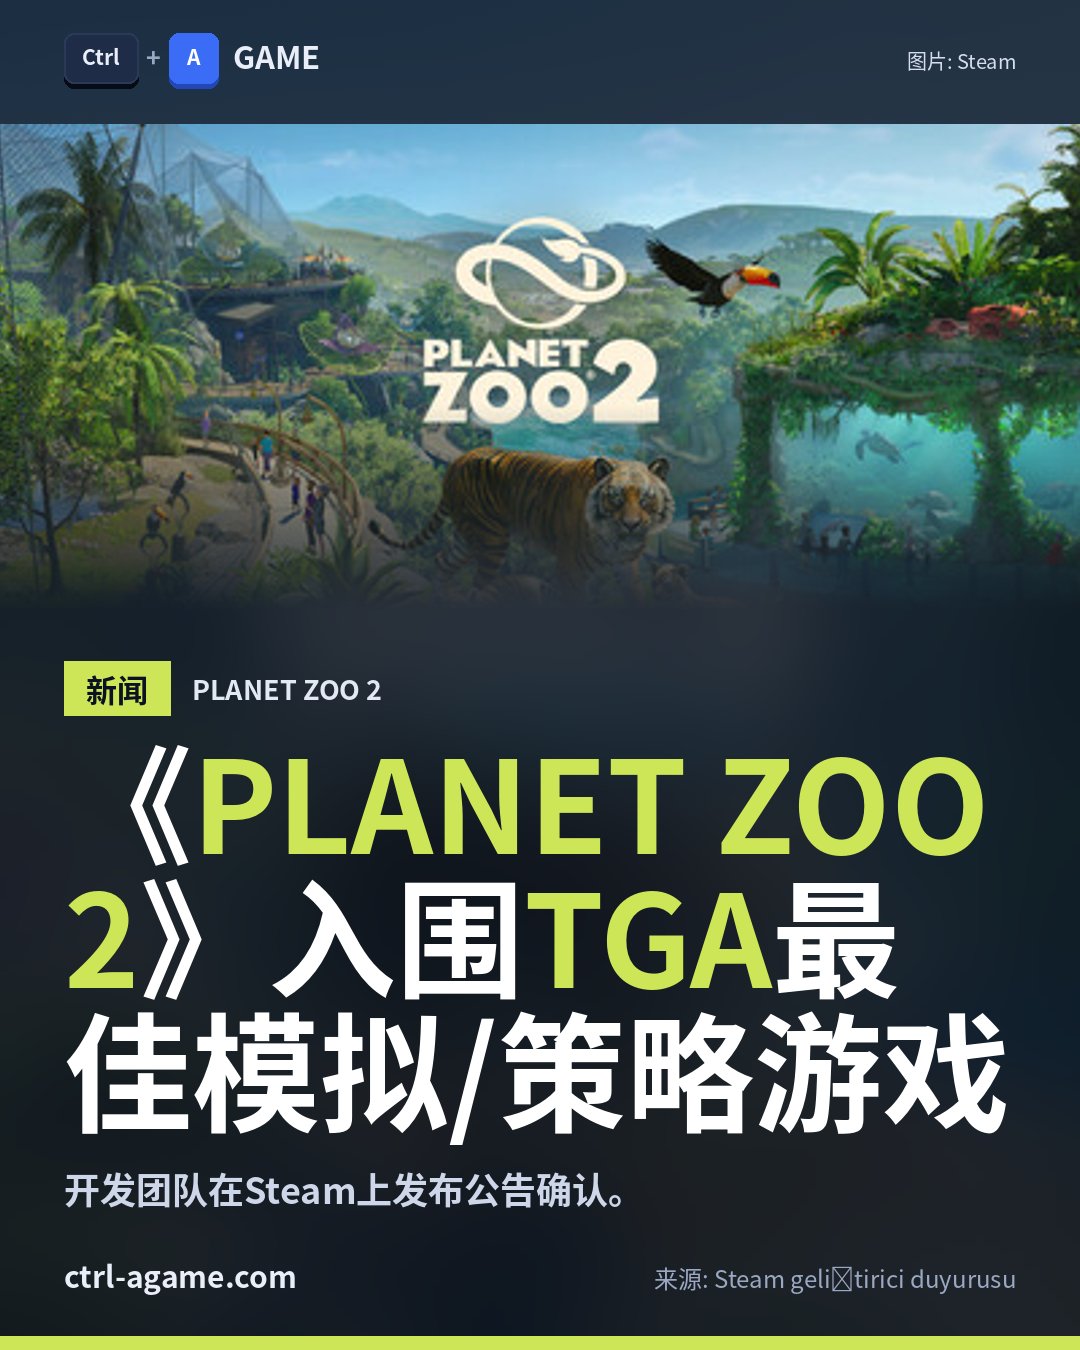 Ctrl + A GAME
图片: Steam
PLANET
ZOO2
新闻 PLANET ZOO 2
《PLANET ZOO
2》入围TGA最
佳模拟/策略游戏
开发团队在Steam上发布公告确认。
ctrl-agame.com
来源: Steam geli☒tirici duyurusu